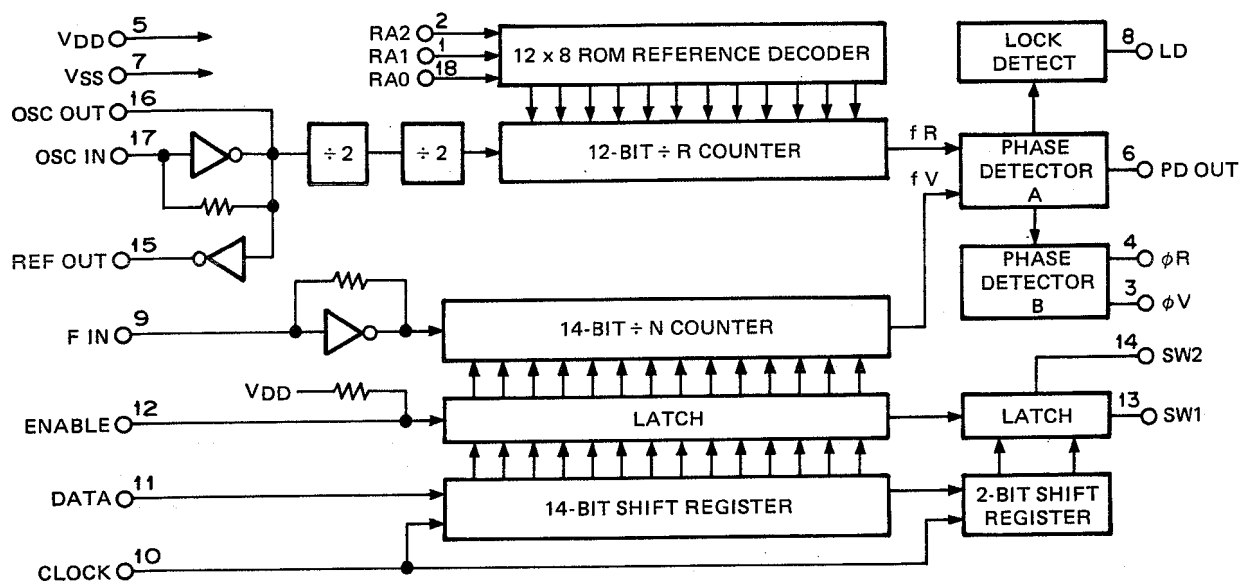 VDD 5
VSS 7
OSC OUT 16
OSC IN 17
REF OUT 15
F IN 9
VDD
ENABLE 12
DATA 11
CLOCK 10
RA2 2
RA1 1
RA0 18
12 x 8 ROM REFERENCE DECODER
÷ 2
÷ 2
12-BIT ÷ R COUNTER
f R
f V
14-BIT ÷ N COUNTER
LATCH
14-BIT SHIFT REGISTER
LOCK
DETECT
8 LD
PHASE
DETECTOR
A
6 PD OUT
PHASE
DETECTOR
B
4 φR
3 φV
14 SW2
LATCH
13 SW1
2-BIT SHIFT
REGISTER